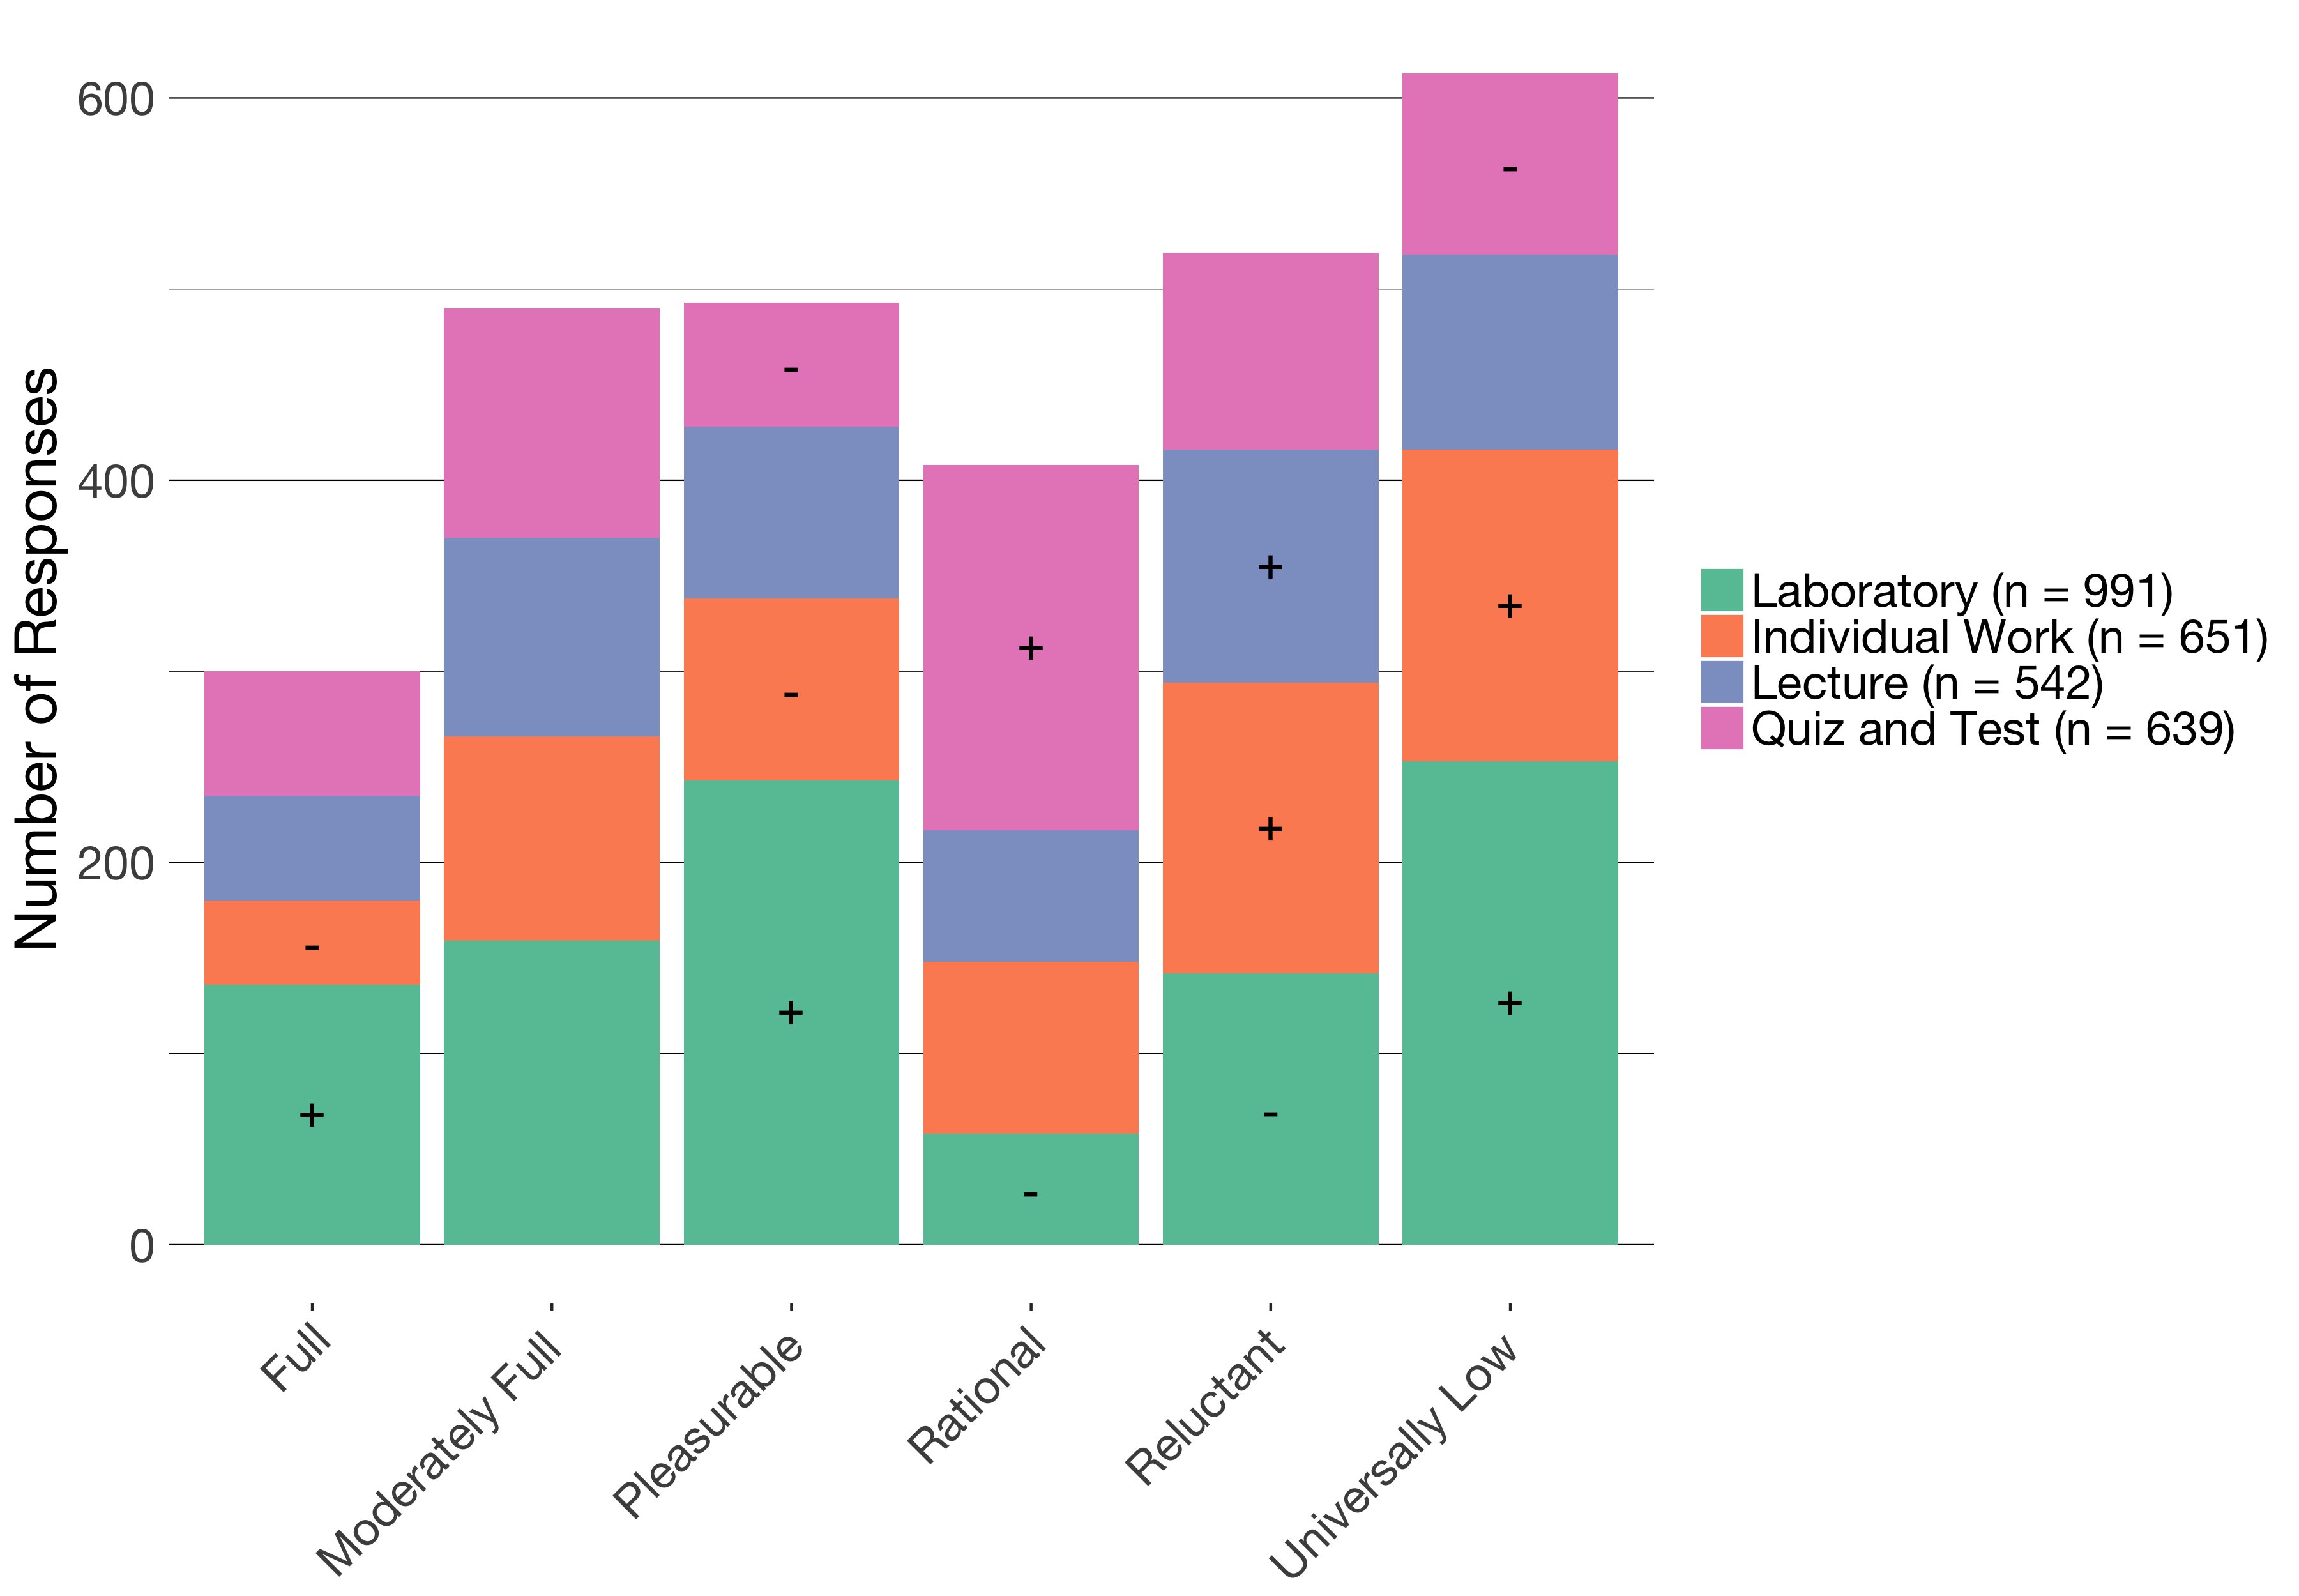 Number of Responses
600
400
200
0
-
-
+
+
+
-
+
-
+
+
-
-
Full
Moderately Full
Pleasurable
Rational
Reluctant
Universally Low
Laboratory (n = 991)
Individual Work (n = 651)
Lecture (n = 542)
Quiz and Test (n = 639)